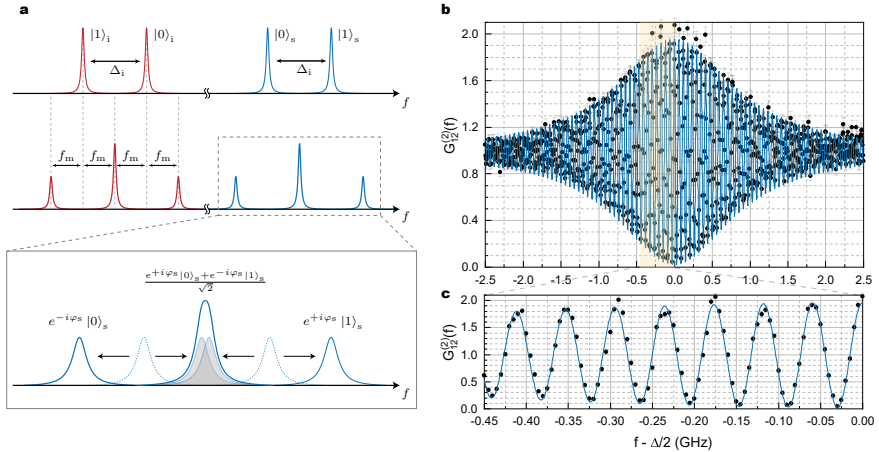 a
|1⟩ᵢ |0⟩ᵢ |0⟩ₛ |1⟩ₛ
Δᵢ Δᵢ
f
fₘ fₘ fₘ fₘ
f
(e^{+iφₛ}|0⟩ₛ+e^{−iφₛ}|1⟩ₛ)/√2
e^{−iφₛ} |0⟩ₛ e^{+iφₛ} |1⟩ₛ
f
b
G₁₂⁽²⁾(f)
2.0
1.6
1.2
0.8
0.4
0.0
-2.5 -2.0 -1.5 -1.0 -0.5 0.0 0.5 1.0 1.5 2.0 2.5
c
G₁₂⁽²⁾(f)
2.0
1.5
1.0
0.5
0.0
-0.45 -0.40 -0.35 -0.30 -0.25 -0.20 -0.15 -0.10 -0.05 0.00
f - Δ/2 (GHz)